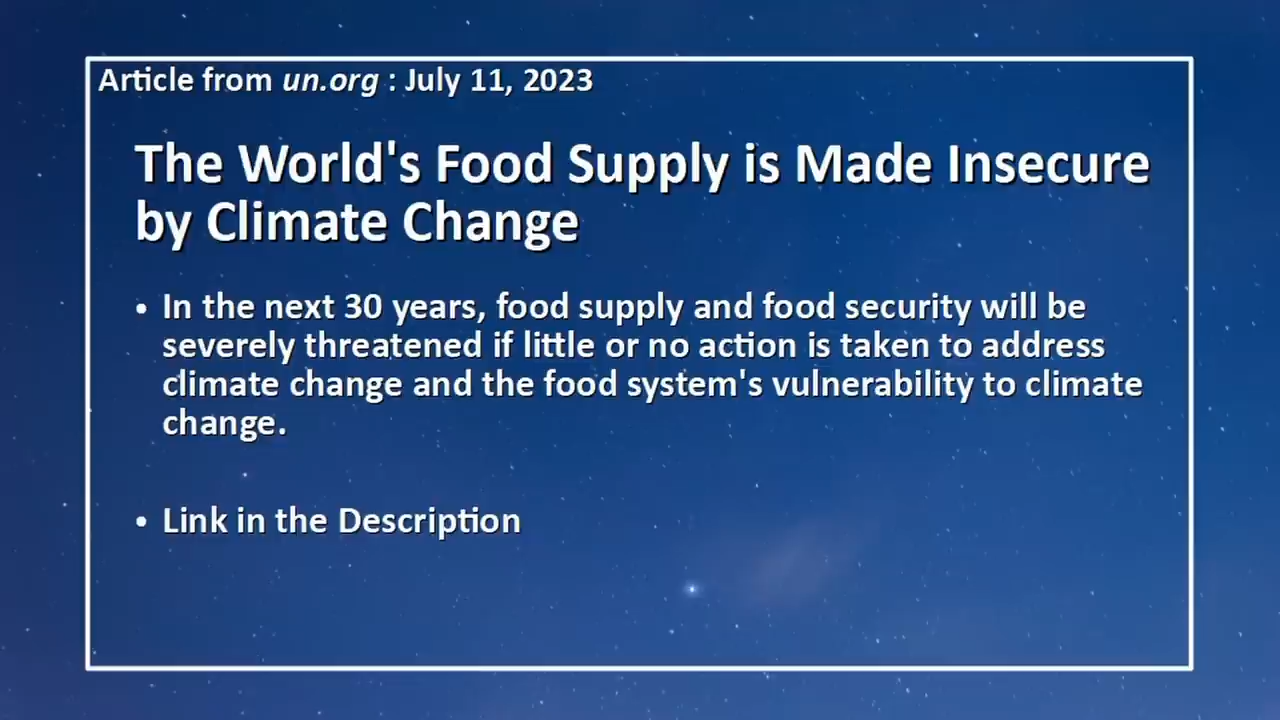 Article from un.org : July 11, 2023
The World's Food Supply is Made Insecure
by Climate Change
• In the next 30 years, food supply and food security will be
severely threatened if little or no action is taken to address
climate change and the food system's vulnerability to climate
change.
• Link in the Description